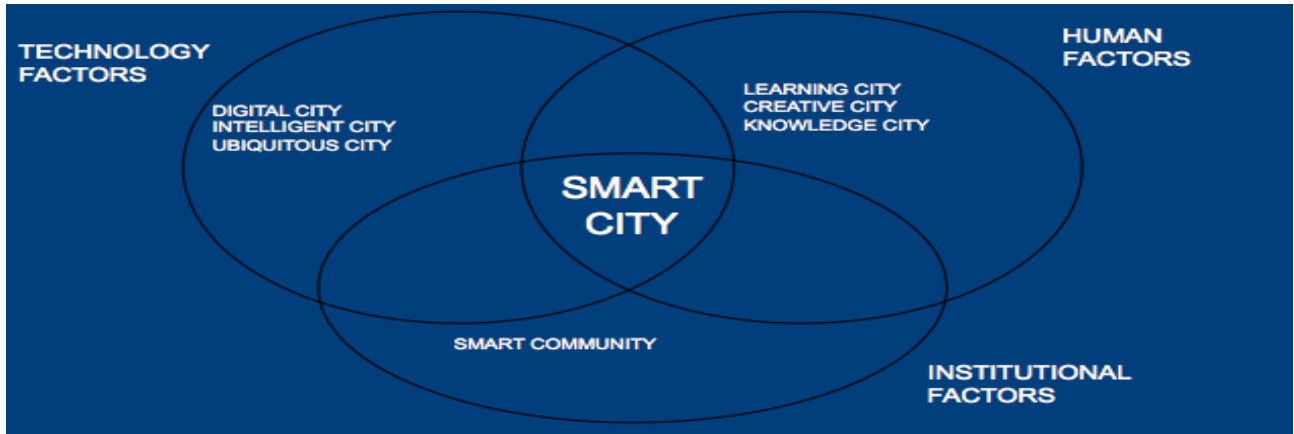 TECHNOLOGY
FACTORS
HUMAN
FACTORS
DIGITAL CITY
INTELLIGENT CITY
UBIQUITOUS CITY
LEARNING CITY
CREATIVE CITY
KNOWLEDGE CITY
SMART
CITY
SMART COMMUNITY
INSTITUTIONAL
FACTORS